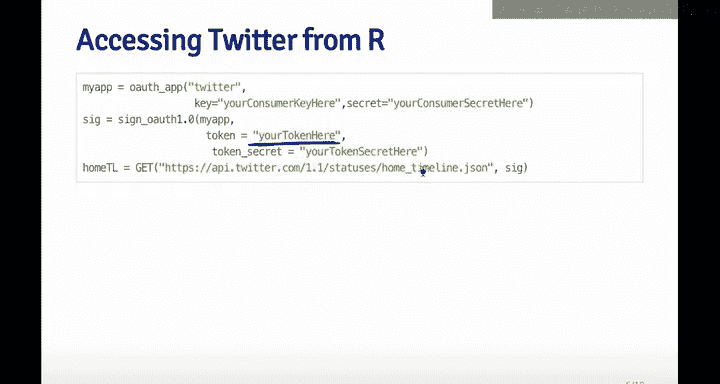 Accessing Twitter from R
myapp = oauth_app("twitter",
key="yourConsumerKeyHere",secret="yourConsumerSecretHere")
sig = sign_oauth1.0(myapp,
token = "yourTokenHere",
token_secret = "yourTokenSecretHere")
homeTL = GET("https://api.twitter.com/1.1/statuses/home_timeline.json", sig)